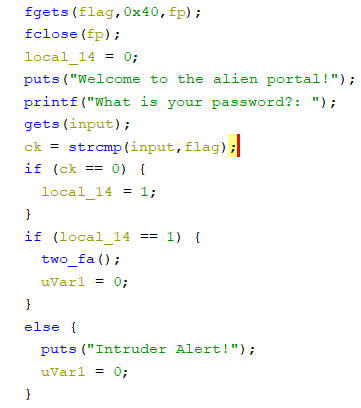 fgets(flag,0x40,fp);
fclose(fp);
local_14 = 0;
puts("Welcome to the alien portal!");
printf("What is your password?: ");
gets(input);
ck = strcmp(input,flag);
if (ck == 0) {
local_14 = 1;
}
if (local_14 == 1) {
two_fa();
uVar1 = 0;
}
else {
puts("Intruder Alert!");
uVar1 = 0;
}